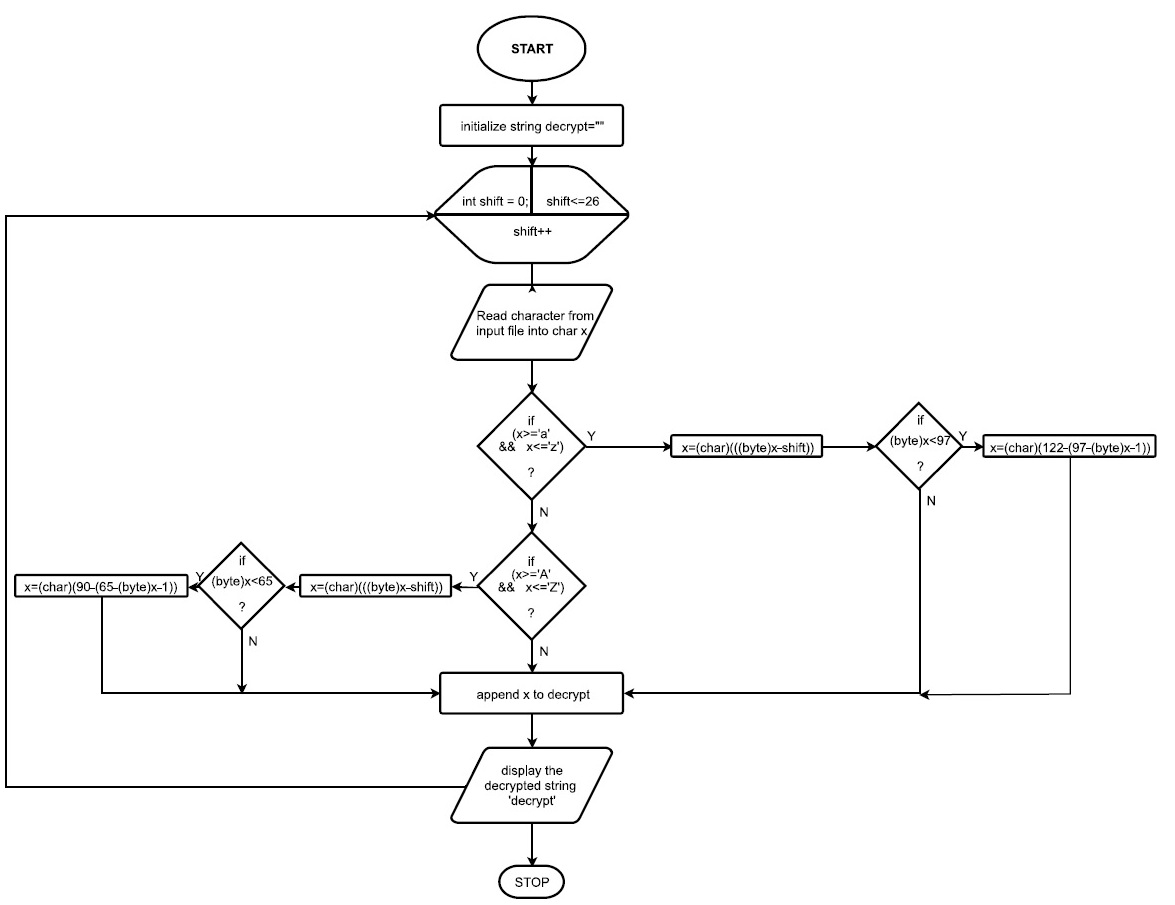 START
initialize string decrypt=""
int shift = 0;
shift<=26
shift++
Read character from
input file into char x
if
(x>='a'
&& x<='z')
?
Y
x=(char)(((byte)x-shift))
if
(byte)x<97
?
Y
x=(char)(122-(97-(byte)x-1))
N
N
if
(x>='A'
&& x<='Z')
?
Y
x=(char)(((byte)x-shift))
if
(byte)x<65
?
Y
x=(char)(90-(65-(byte)x-1))
N
N
append x to decrypt
display the
decrypted string
'decrypt'
STOP